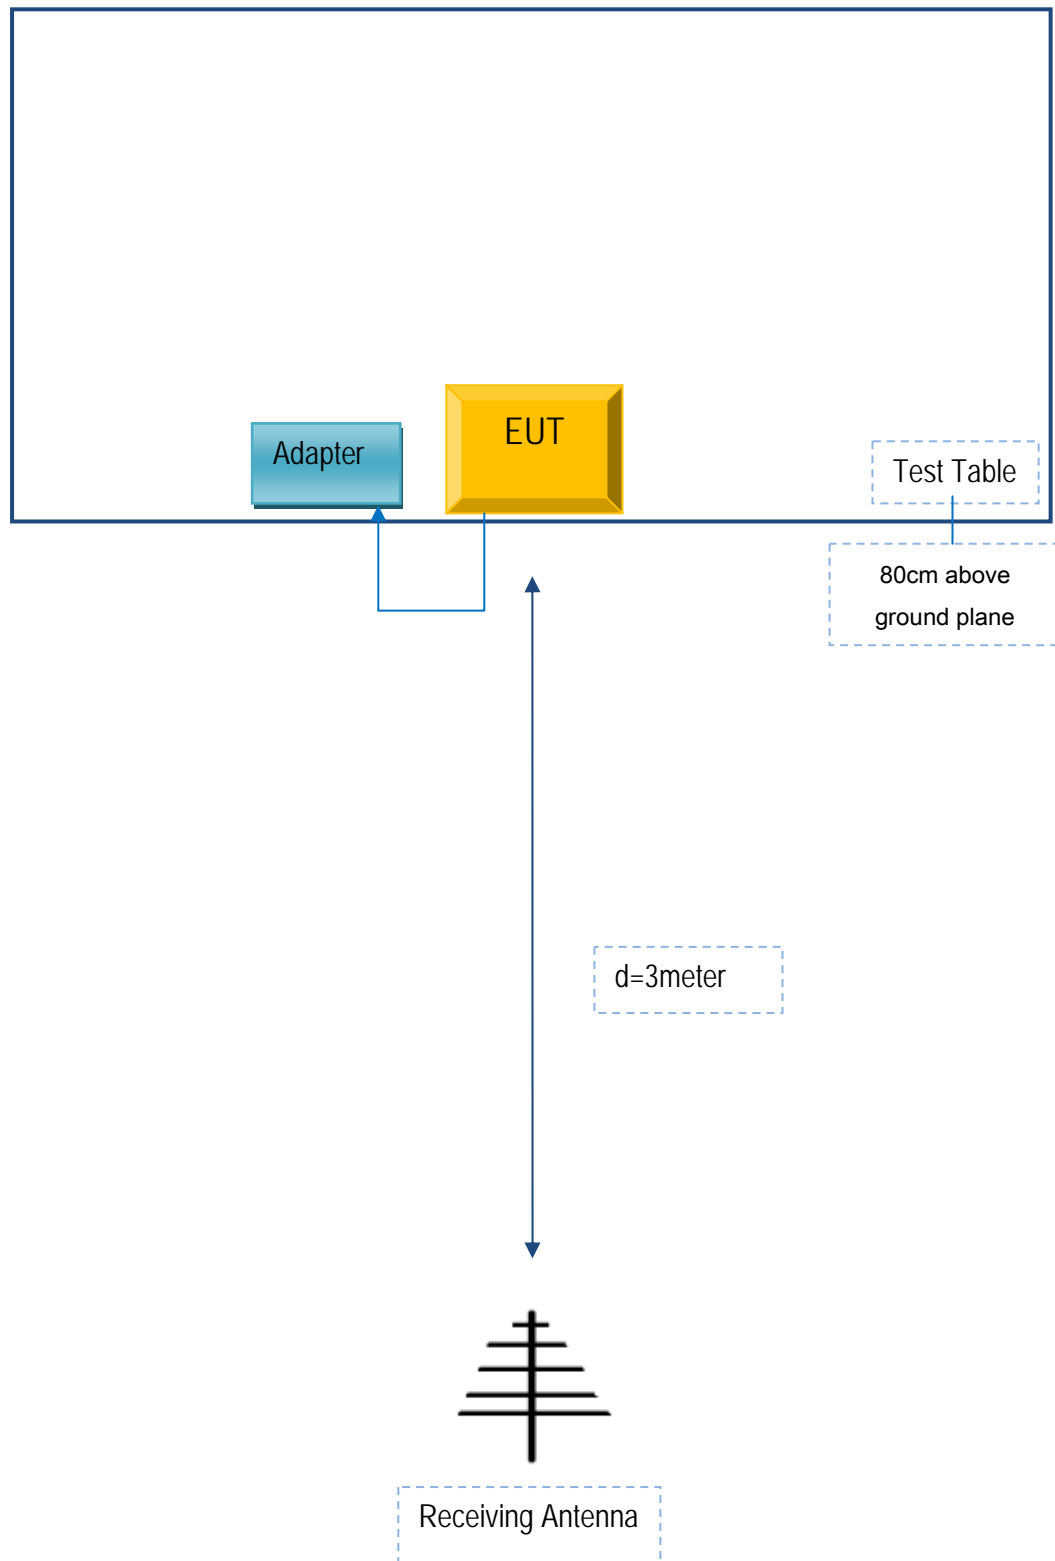 EUT
Adapter
Test Table
80cm above
ground plane
d=3meter
Receiving Antenna